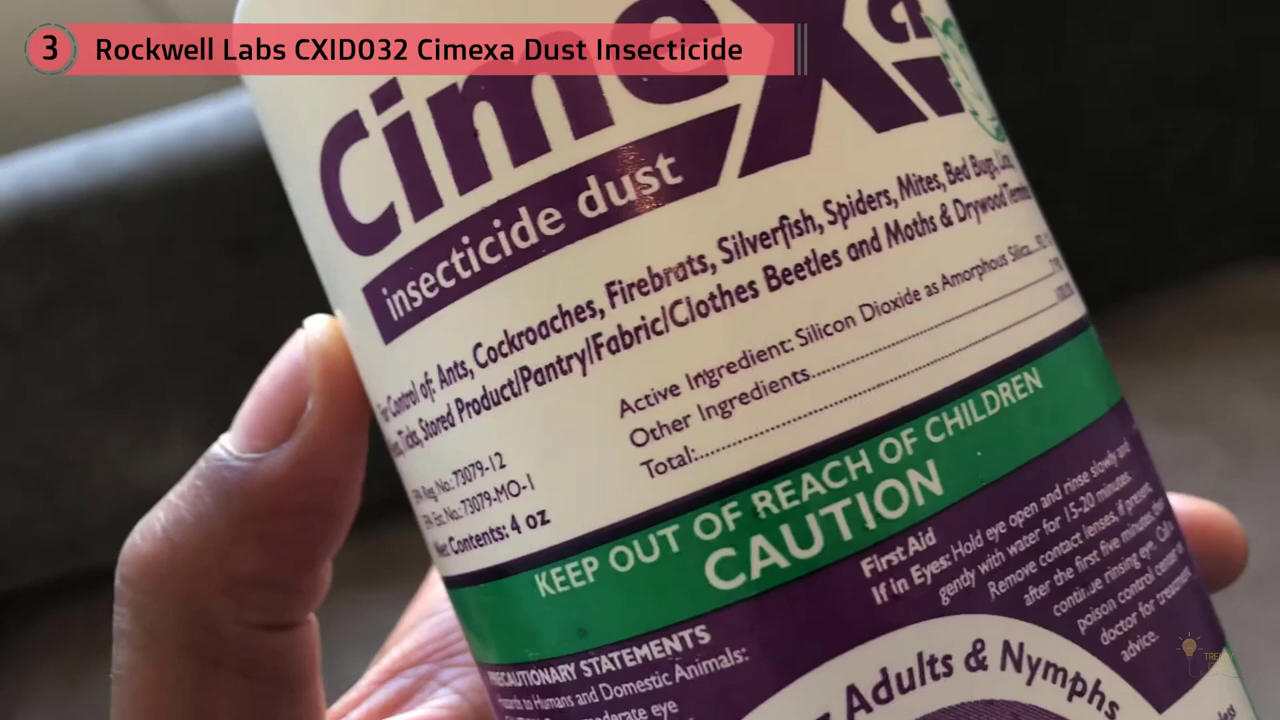 3 Rockwell Labs CXID032 Cimexa Dust Insecticide
CimeXa
insecticide dust
Control of: Ants, Cockroaches, Firebrats, Silverfish, Spiders, Mites, Bed Bugs, Lice,
Ticks, Stored Product/Pantry/Fabric/Clothes Beetles and Moths & Drywood
Active Ingredient: Silicon Dioxide as Amorphous Silica
Other Ingredients
Total:
Reg. No.: 73079-12
Est. No.: 73079-MO-1
Net Contents: 4 oz
KEEP OUT OF REACH OF CHILDREN
CAUTION
First Aid
If in Eyes: Hold eye open and rinse slowly and
gently with water for 15-20 minutes.
Remove contact lenses, if present,
after the first five minutes, then
continue rinsing eye. Call a
poison control center or
doctor for treatment
advice.
PRECAUTIONARY STATEMENTS
Hazards to Humans and Domestic Animals:
moderate eye
Adults & Nymphs